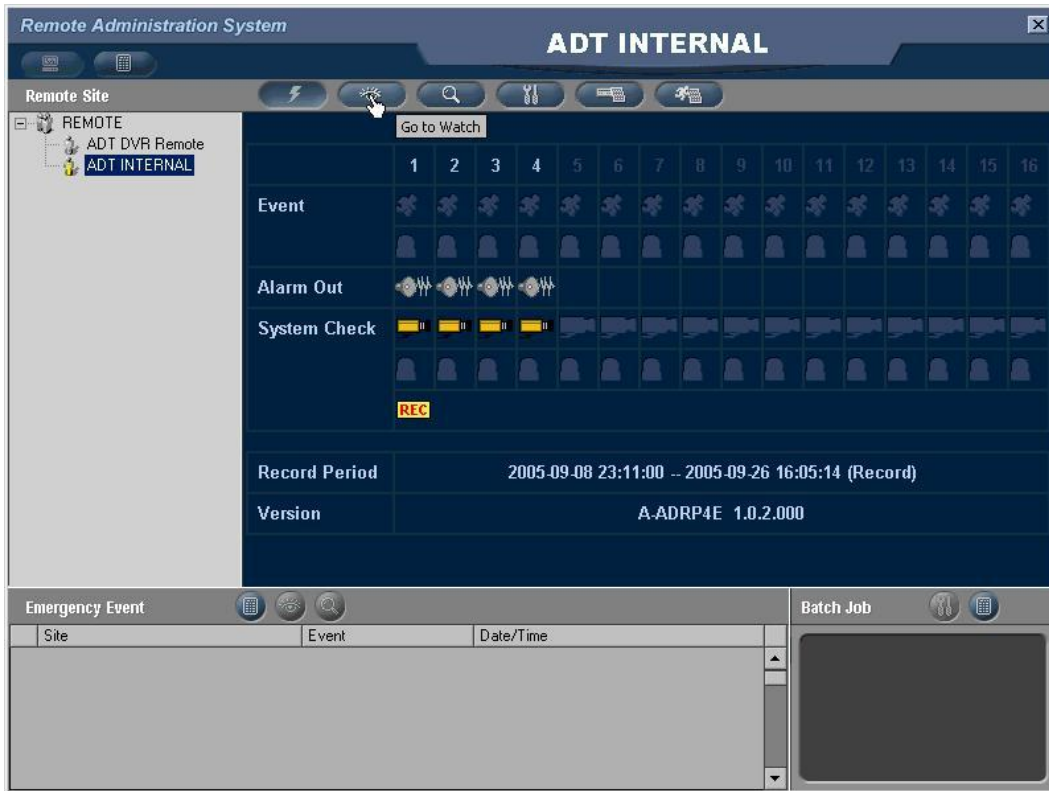 Remote Administration System
ADT INTERNAL
Remote Site
REMOTE
ADT DVR Remote
ADT INTERNAL
Go to Watch
1 2 3 4 5 6 7 8 9 10 11 12 13 14 15 16
Event
Alarm Out
System Check
REC
Record Period 2005-09-08 23:11:00 -- 2005-09-26 16:05:14 (Record)
Version A-ADRP4E 1.0.2.000
Emergency Event
Batch Job
Site Event Date/Time